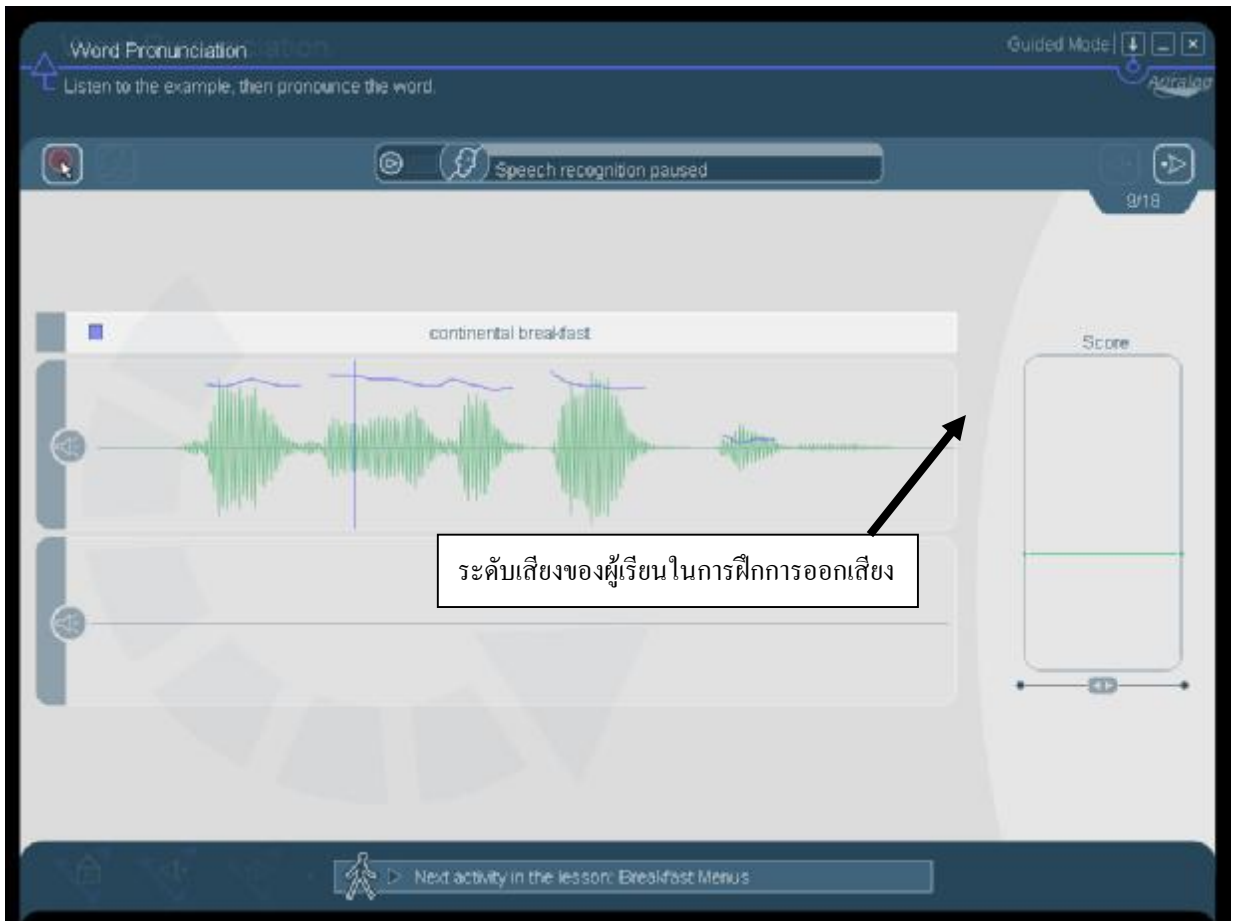 Word Pronunciation
Guided Mode
Listen to the example, then pronounce the word.
Auralog
Speech recognition paused
9/18
continental breakfast
Score
ระดับเสียงของผู้เรียนในการฝึกการออกเสียง
Next activity in the lesson: Breakfast Menus